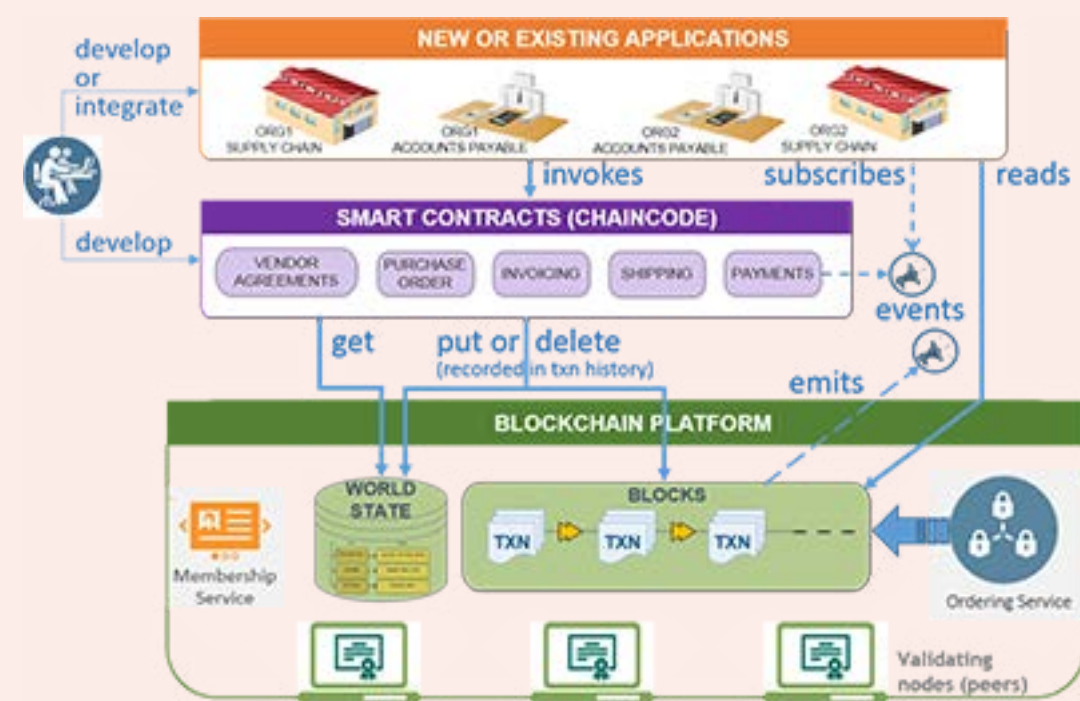 NEW OR EXISTING APPLICATIONS
develop
or
integrate
ORG1
SUPPLY CHAIN
ORG1
ACCOUNTS PAYABLE
ORG2
ACCOUNTS PAYABLE
ORG2
SUPPLY CHAIN
invokes
subscribes
reads
SMART CONTRACTS (CHAINCODE)
develop
VENDOR
AGREEMENTS
PURCHASE
ORDER
INVOICING
SHIPPING
PAYMENTS
events
get
put or delete
(recorded in txn history)
emits
BLOCKCHAIN PLATFORM
WORLD
STATE
BLOCKS
TXN
TXN
TXN
Membership
Service
Ordering Service
Validating
nodes (peers)